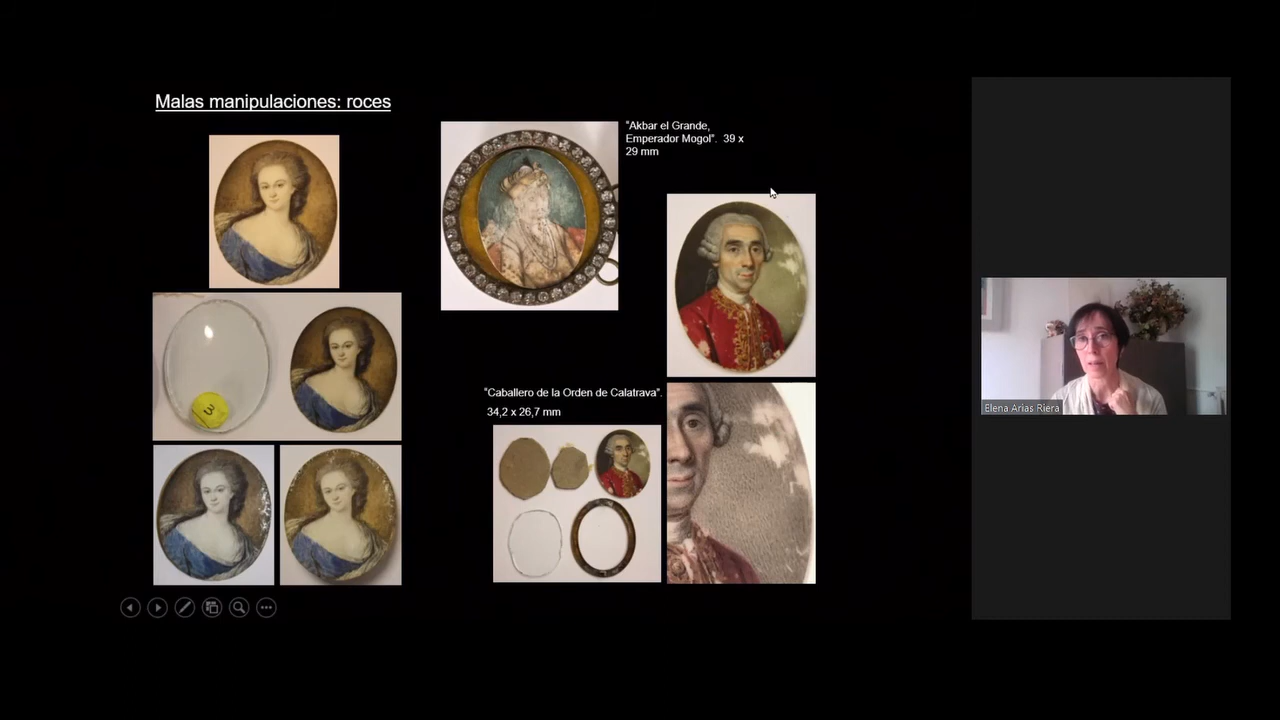 Malas manipulaciones: roces
"Akbar el Grande,
Emperador Mogol". 39 x
29 mm
"Caballero de la Orden de Calatrava".
34,2 x 26,7 mm
3
Elena Arias Riera